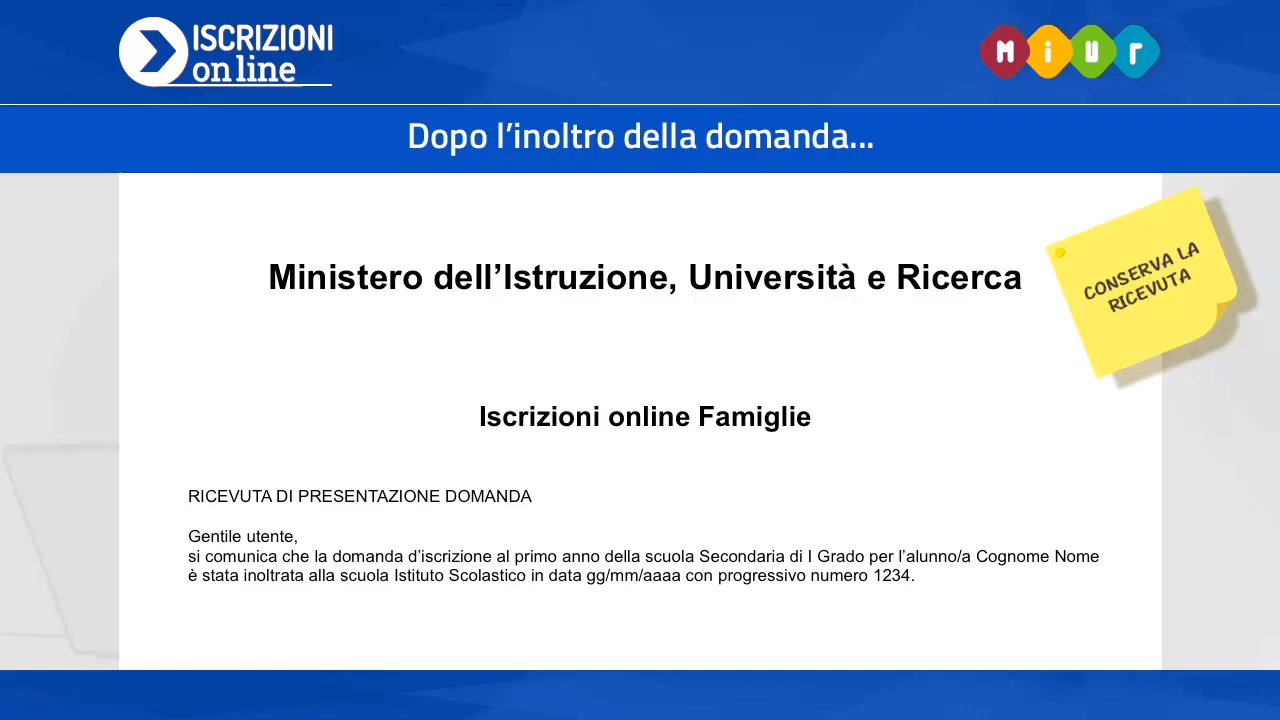 ISCRIZIONI
on line
Miur
Dopo l'inoltro della domanda...
CONSERVA LA
RICEVUTA
Ministero dell'Istruzione, Università e Ricerca
Iscrizioni online Famiglie
RICEVUTA DI PRESENTAZIONE DOMANDA
Gentile utente,
si comunica che la domanda d'iscrizione al primo anno della scuola Secondaria di I Grado per l'alunno/a Cognome Nome
è stata inoltrata alla scuola Istituto Scolastico in data gg/mm/aaaa con progressivo numero 1234.